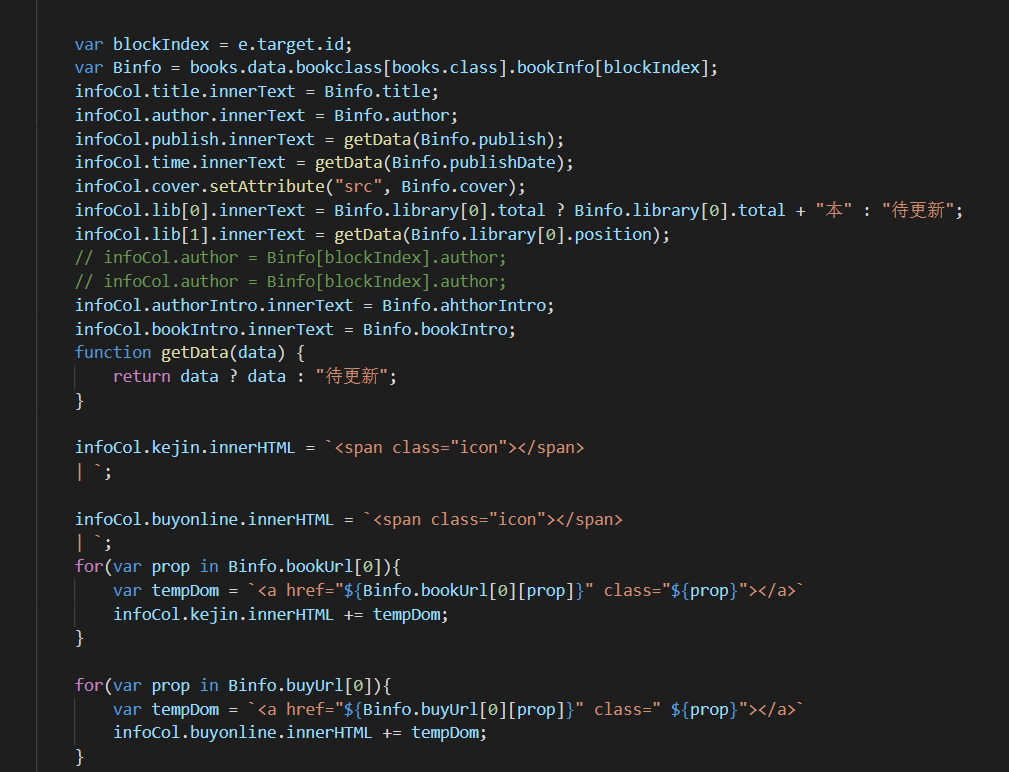 var blockIndex = e.target.id;
var Binfo = books.data.bookclass[books.class].bookInfo[blockIndex];
infoCol.title.innerText = Binfo.title;
infoCol.author.innerText = Binfo.author;
infoCol.publish.innerText = getData(Binfo.publish);
infoCol.time.innerText = getData(Binfo.publishDate);
infoCol.cover.setAttribute("src", Binfo.cover);
infoCol.lib[0].innerText = Binfo.library[0].total ? Binfo.library[0].total + "本" : "待更新";
infoCol.lib[1].innerText = getData(Binfo.library[0].position);
// infoCol.author = Binfo[blockIndex].author;
// infoCol.author = Binfo[blockIndex].author;
infoCol.authorIntro.innerText = Binfo.ahthorIntro;
infoCol.bookIntro.innerText = Binfo.bookIntro;
function getData(data) {
    return data ? data : "待更新";
}
infoCol.kejin.innerHTML = `<span class="icon"></span>
| `;
infoCol.buyonline.innerHTML = `<span class="icon"></span>
| `;
for(var prop in Binfo.bookUrl[0]){
    var tempDom = `<a href="${Binfo.bookUrl[0][prop]}" class="${prop}"></a>`
    infoCol.kejin.innerHTML += tempDom;
}
for(var prop in Binfo.buyUrl[0]){
    var tempDom = `<a href="${Binfo.buyUrl[0][prop]}" class=" ${prop}"></a>`
    infoCol.buyonline.innerHTML += tempDom;
}